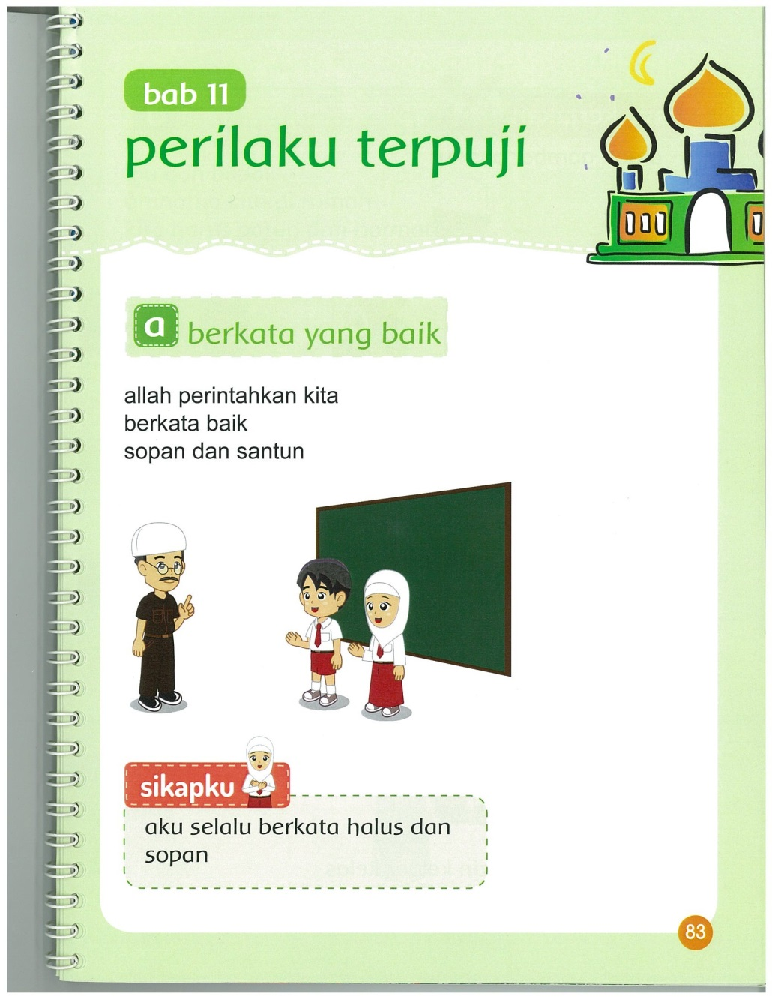 bab 11
perilaku terpuji
a berkata yang baik
allah perintahkan kita
berkata baik
sopan dan santun
sikapku
aku selalu berkata halus dan
sopan
83